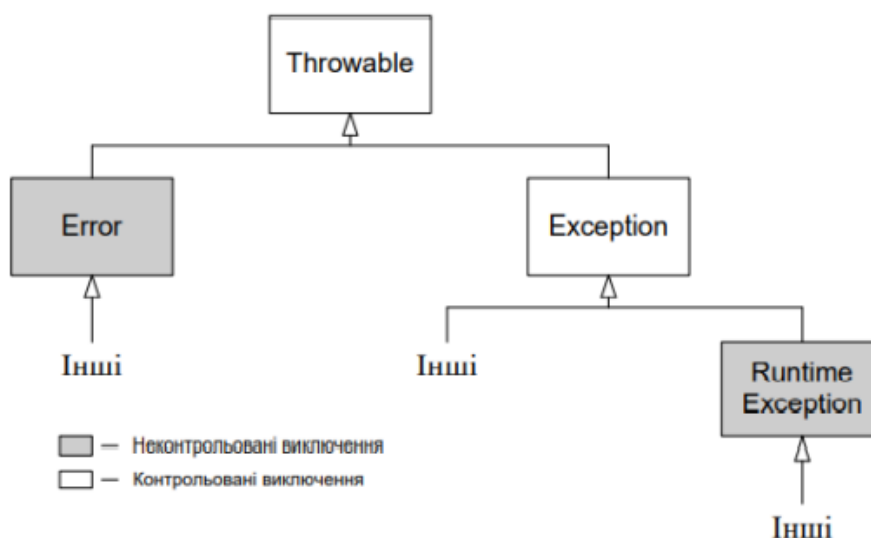 Throwable
Error
Exception
Інші
Інші
Runtime
Exception
— Неконтрольовані виключення
— Контрольовані виключення
Інші